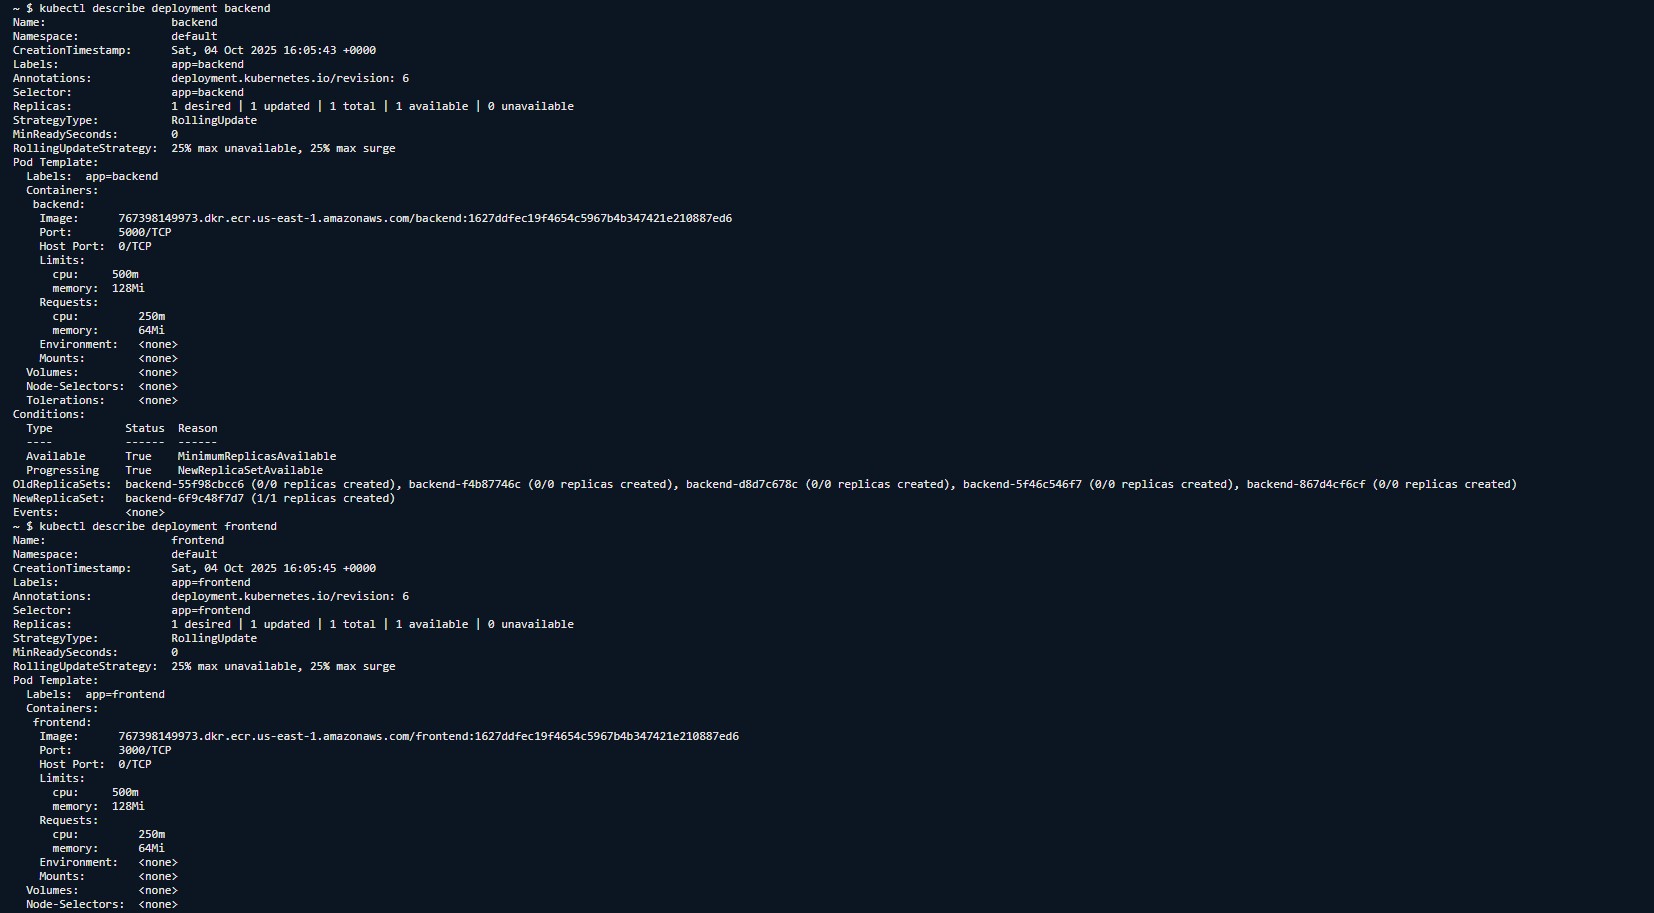 ~ $ kubectl describe deployment backend
Name:                   backend
Namespace:              default
CreationTimestamp:      Sat, 04 Oct 2025 16:05:43 +0000
Labels:                 app=backend
Annotations:            deployment.kubernetes.io/revision: 6
Selector:               app=backend
Replicas:               1 desired | 1 updated | 1 total | 1 available | 0 unavailable
StrategyType:           RollingUpdate
MinReadySeconds:        0
RollingUpdateStrategy:  25% max unavailable, 25% max surge
Pod Template:
  Labels:  app=backend
  Containers:
   backend:
    Image:      767398149973.dkr.ecr.us-east-1.amazonaws.com/backend:1627ddfec19f4654c5967b4b347421e210887ed6
    Port:       5000/TCP
    Host Port:  0/TCP
    Limits:
      cpu:     500m
      memory:  128Mi
    Requests:
      cpu:         250m
      memory:      64Mi
    Environment:   <none>
    Mounts:        <none>
  Volumes:         <none>
  Node-Selectors:  <none>
  Tolerations:     <none>
Conditions:
  Type           Status  Reason
  ----           ------  ------
  Available      True    MinimumReplicasAvailable
  Progressing    True    NewReplicaSetAvailable
OldReplicaSets:  backend-55f98cbcc6 (0/0 replicas created), backend-f4b87746c (0/0 replicas created), backend-d8d7c678c (0/0 replicas created), backend-5f46c546f7 (0/0 replicas created), backend-867d4cf6cf (0/0 replicas created)
NewReplicaSet:   backend-6f9c48f7d7 (1/1 replicas created)
Events:          <none>
~ $ kubectl describe deployment frontend
Name:                   frontend
Namespace:              default
CreationTimestamp:      Sat, 04 Oct 2025 16:05:45 +0000
Labels:                 app=frontend
Annotations:            deployment.kubernetes.io/revision: 6
Selector:               app=frontend
Replicas:               1 desired | 1 updated | 1 total | 1 available | 0 unavailable
StrategyType:           RollingUpdate
MinReadySeconds:        0
RollingUpdateStrategy:  25% max unavailable, 25% max surge
Pod Template:
  Labels:  app=frontend
  Containers:
   frontend:
    Image:      767398149973.dkr.ecr.us-east-1.amazonaws.com/frontend:1627ddfec19f4654c5967b4b347421e210887ed6
    Port:       3000/TCP
    Host Port:  0/TCP
    Limits:
      cpu:     500m
      memory:  128Mi
    Requests:
      cpu:         250m
      memory:      64Mi
    Environment:   <none>
    Mounts:        <none>
  Volumes:         <none>
  Node-Selectors:  <none>